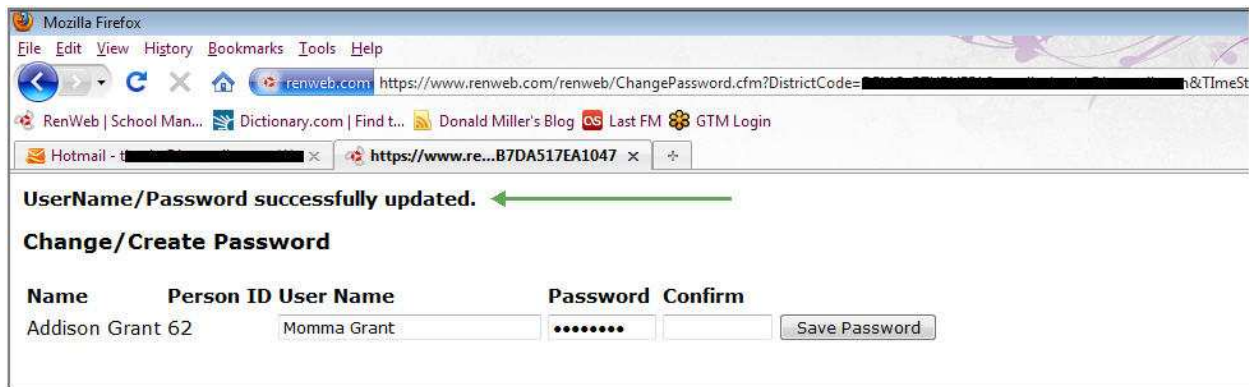 Mozilla Firefox
File Edit View History Bookmarks Tools Help
renweb.com https://www.renweb.com/renweb/ChangePassword.cfm?DistrictCode= n&TImeSt
RenWeb | School Man... Dictionary.com | Find t... Donald Miller's Blog Last FM GTM Login
Hotmail - t https://www.re...B7DA517EA1047
UserName/Password successfully updated.
Change/Create Password
Name Person ID User Name Password Confirm
Addison Grant 62 Momma Grant •••••••• Save Password